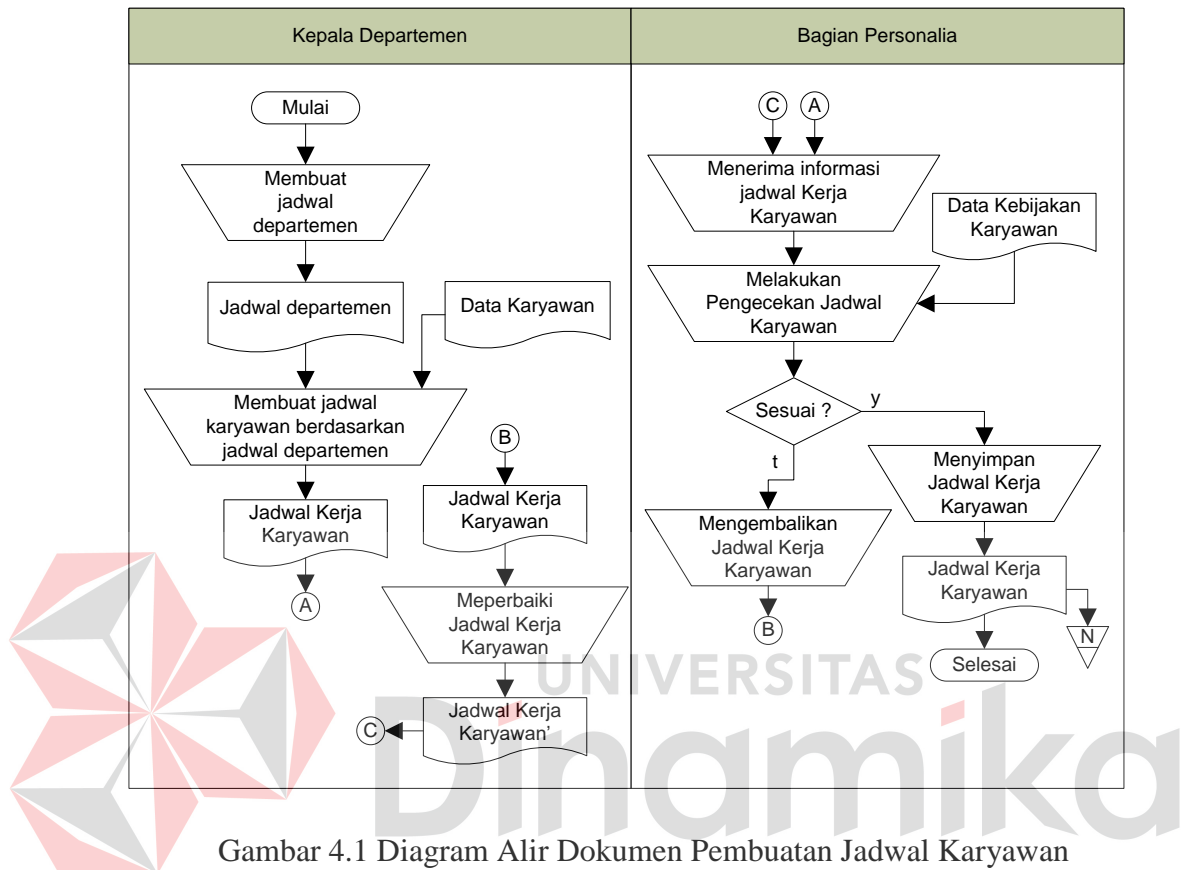 Kepala Departemen
Bagian Personalia
Mulai
Membuat
jadwal
departemen
Jadwal departemen
Data Karyawan
Membuat jadwal
karyawan berdasarkan
jadwal departemen
Jadwal Kerja
Karyawan
A
B
Jadwal Kerja
Karyawan
Meperbaiki
Jadwal Kerja
Karyawan
Jadwal Kerja
Karyawan’
C
C
A
Menerima informasi
jadwal Kerja
Karyawan
Data Kebijakan
Karyawan
Melakukan
Pengecekan Jadwal
Karyawan
Sesuai ?
y
t
Menyimpan
Jadwal Kerja
Karyawan
Mengembalikan
Jadwal Kerja
Karyawan
B
Jadwal Kerja
Karyawan
N
Selesai
UNIVERSITAS
Dinamika
Gambar 4.1 Diagram Alir Dokumen Pembuatan Jadwal Karyawan